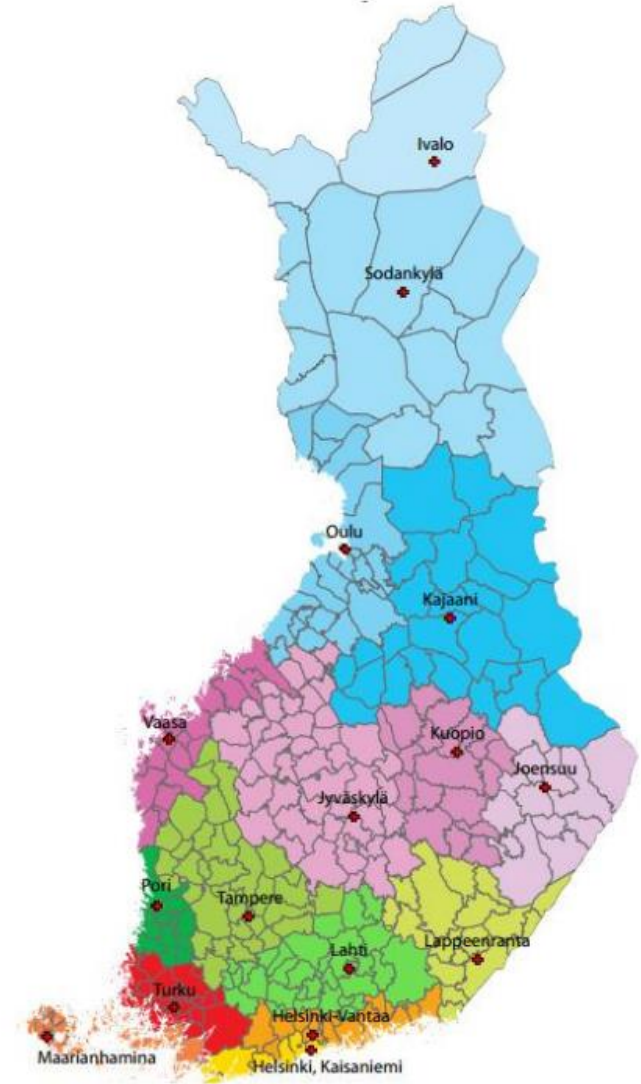 Ivalo
Sodankylä
Oulu
Kajaani
Vaasa
Kuopio
Joensuu
Jyväskylä
Pori
Tampere
Lahti
Lappeenranta
Turku
Helsinki-Vantaa
Maarianhamina
Helsinki, Kaisaniemi